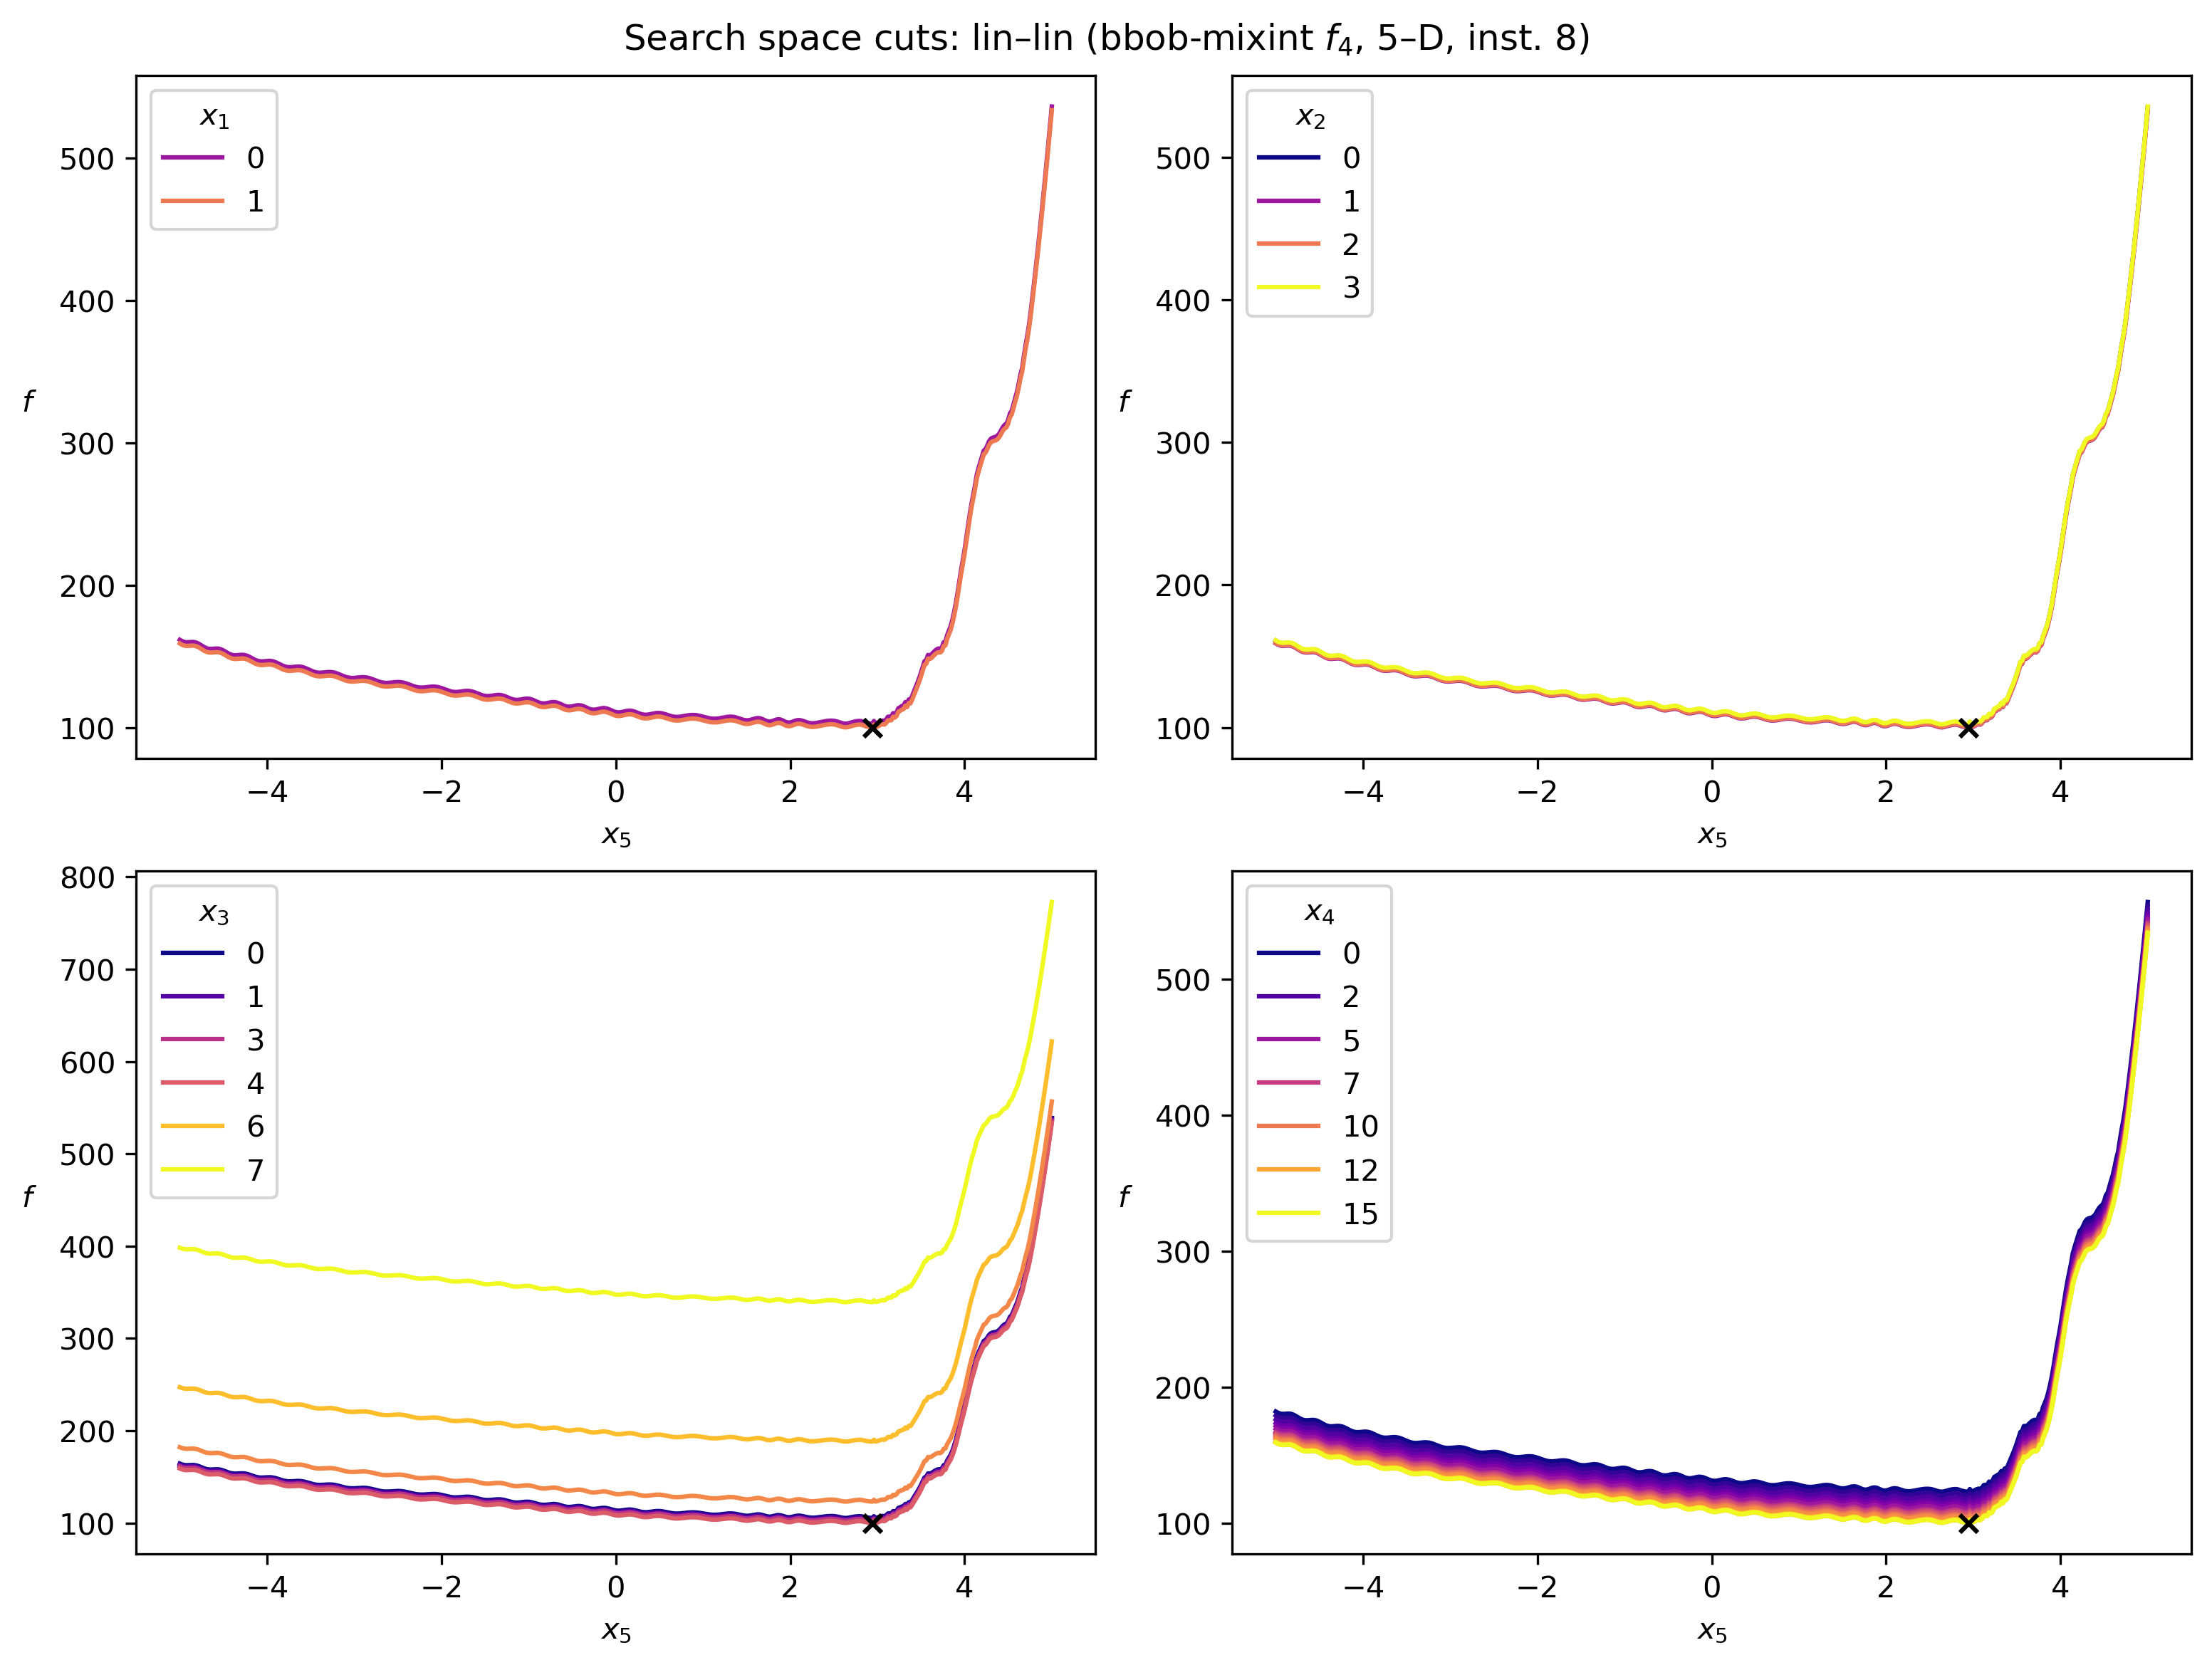 Search space cuts: lin–lin (bbob-mixint f₄, 5–D, inst. 8)
x₁
0
1
500
400
300
200
100
f
−4 −2 0 2 4
x₅
x₂
0
1
2
3
500
400
300
200
100
f
−4 −2 0 2 4
x₅
x₃
0
1
3
4
6
7
800
700
600
500
400
300
200
100
f
−4 −2 0 2 4
x₅
x₄
0
2
5
7
10
12
15
500
400
300
200
100
f
−4 −2 0 2 4
x₅